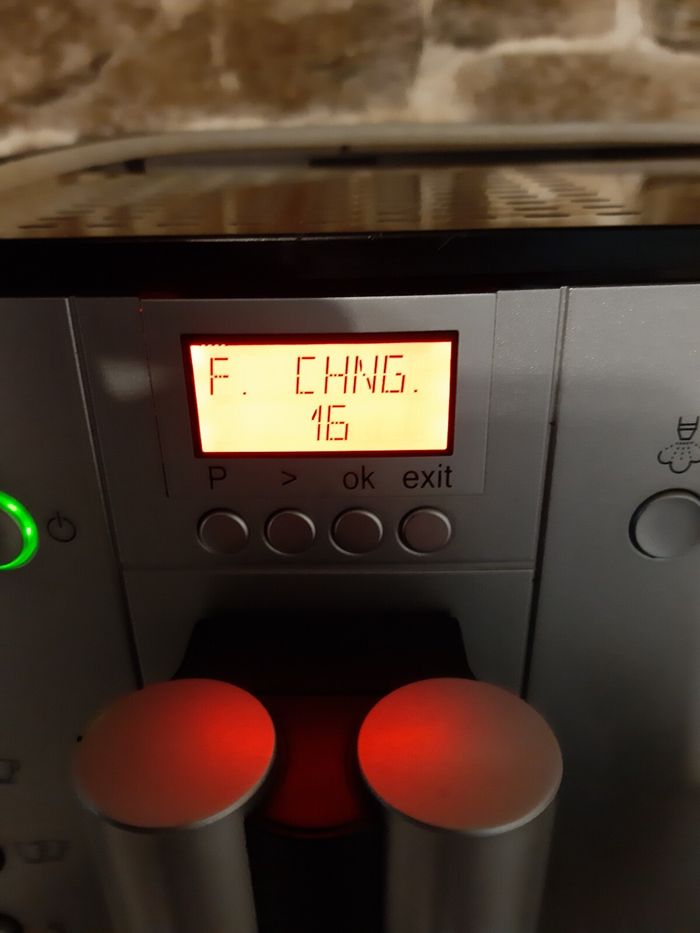 F. CHNG.
16
P > ok exit